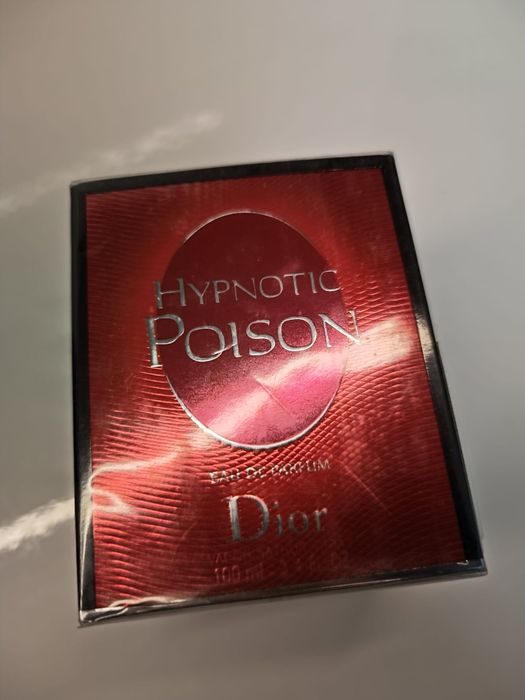 HYPNOTIC
POISON
EAU DE PARFUM
Dior
100 ml